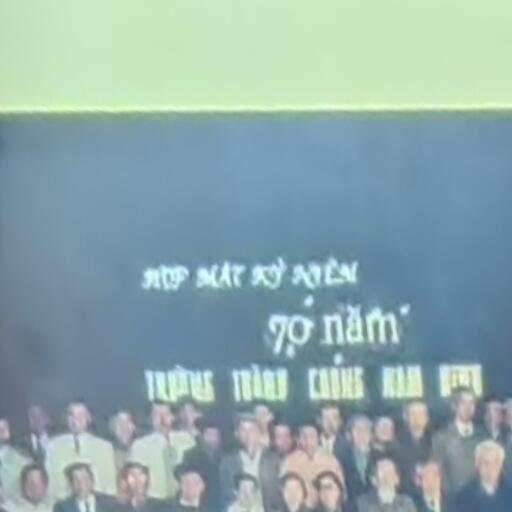 HỌP MẶT KỶ NIỆM
70 năm
TRƯỜNG THÀNH CHUNG NAM ĐỊNH